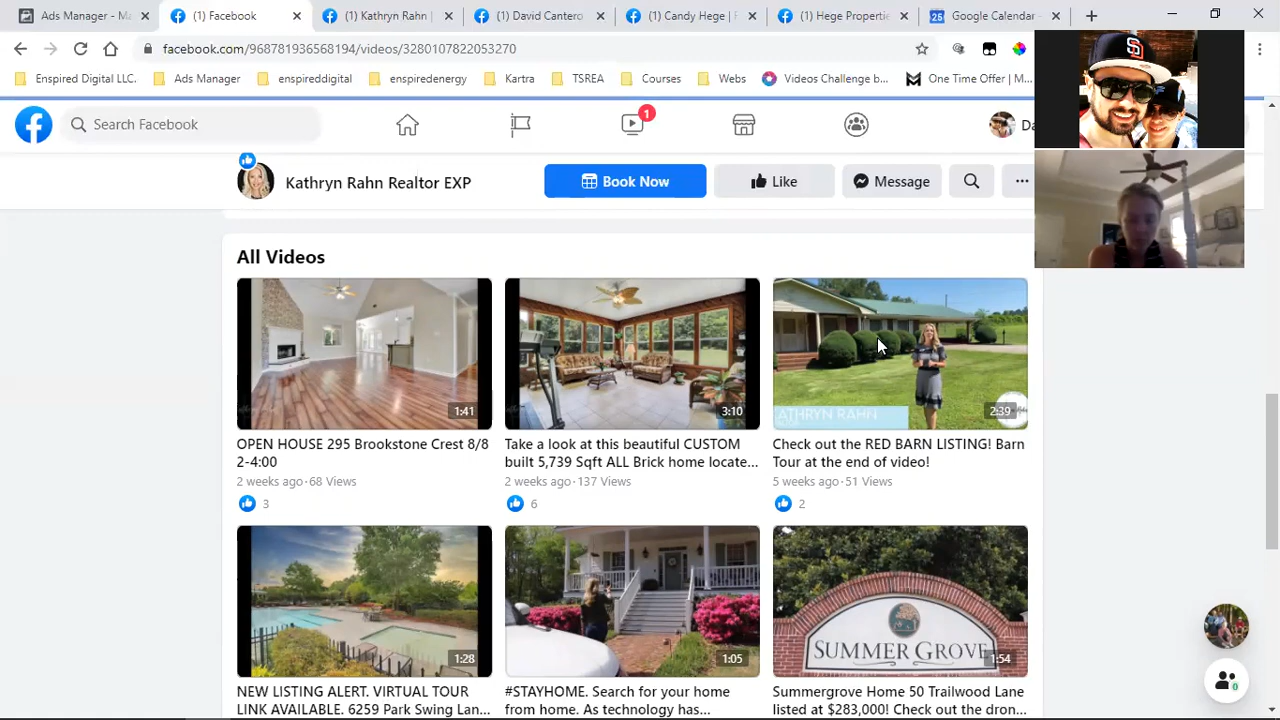 Ads Manager - Ma
(1) Facebook
(1) Kathryn Rahn |
(1) David Cantero
(1) Candy Hege | F
(1) Hege Properti
Google Calendar -
facebook.com/968781936568194/videos/328107822053270
Enspired Digital LLC.
Ads Manager
enspireddigital
enspiredacademy
Kartra
TSREA
Courses
Webs
Videos Challenge b...
One Time Offer | M...
Search Facebook
1
Da
Kathryn Rahn Realtor EXP
Book Now
Like
Message
All Videos
1:41
3:10
ATHRYN RAHN
2:39
OPEN HOUSE 295 Brookstone Crest 8/8
2-4:00
2 weeks ago · 68 Views
3
Take a look at this beautiful CUSTOM
built 5,739 Sqft ALL Brick home locate...
2 weeks ago · 137 Views
6
Check out the RED BARN LISTING! Barn
Tour at the end of video!
5 weeks ago · 51 Views
2
1:28
1:05
SUMMER GROVE
1:54
NEW LISTING ALERT. VIRTUAL TOUR
LINK AVAILABLE. 6259 Park Swing Lan...
#STAYHOME. Search for your home
from home. As technology has...
Summergrove Home 50 Trailwood Lane
listed at $283,000! Check out the dron...
0